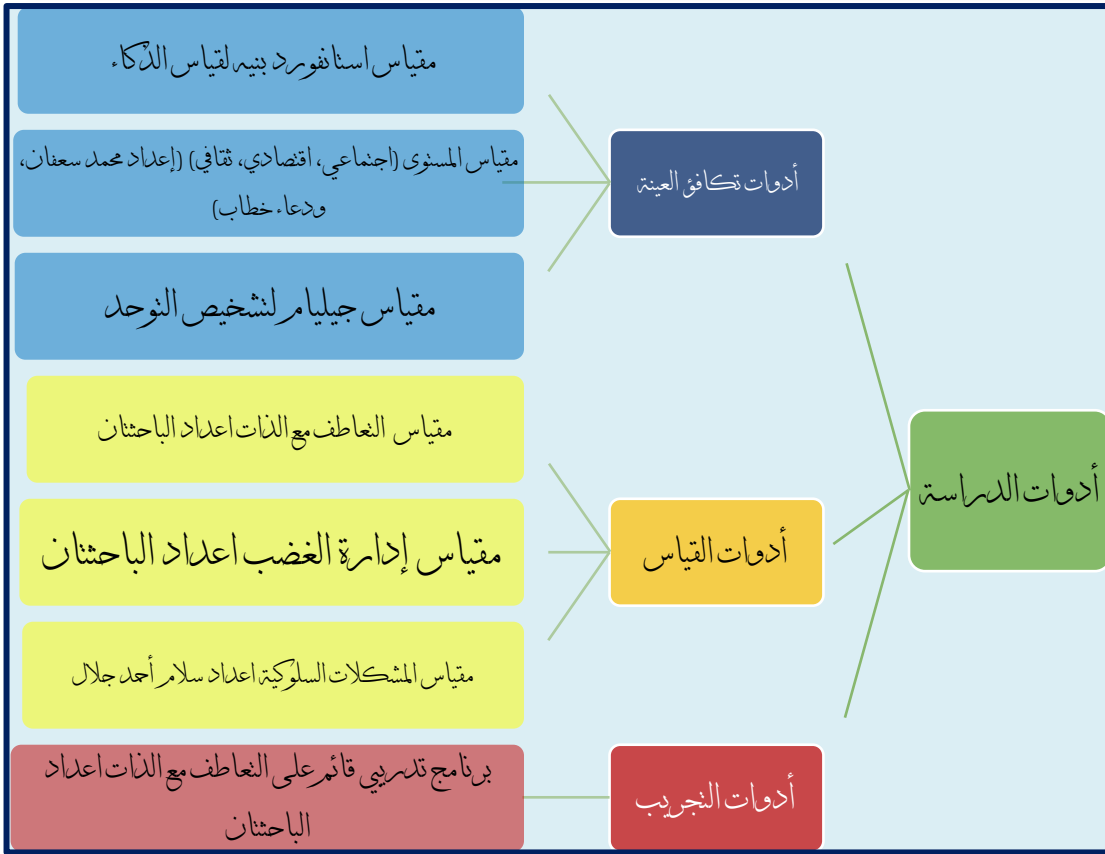 أدوات الدراسة
أدوات تكافؤ العينة
مقياس استانفورد بنيه لقياس الذكاء
مقياس المستوى (اجتماعي، اقتصادي، ثقافي) (إعداد محمد سعفان،
ودعاء خطاب)
مقياس جيليام لتشخيص التوحد
أدوات القياس
مقياس التعاطف مع الذات اعداد الباحثتان
مقياس إدارة الغضب اعداد الباحثتان
مقياس المشكلات السلوكية اعداد سلام أحمد جلال
أدوات التجريب
برنامج تدريبي قائم على التعاطف مع الذات اعداد
الباحثتان